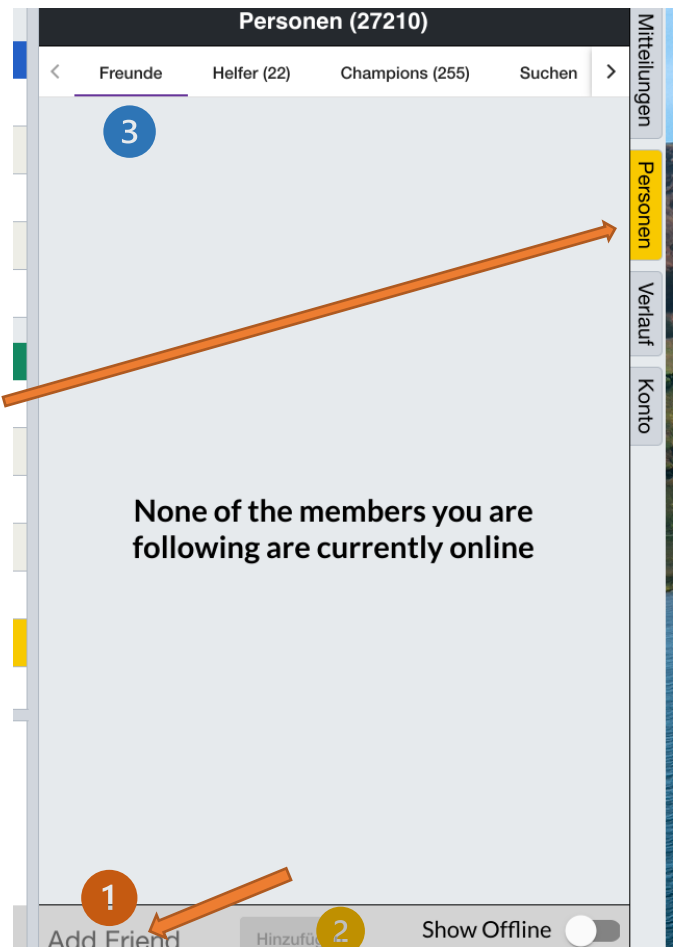 Personen (27210)
Freunde Helfer (22) Champions (255) Suchen
3
Mitteilungen
Personen
Verlauf
Konto
None of the members you are
following are currently online
1
Add Friend 2 Show Offline